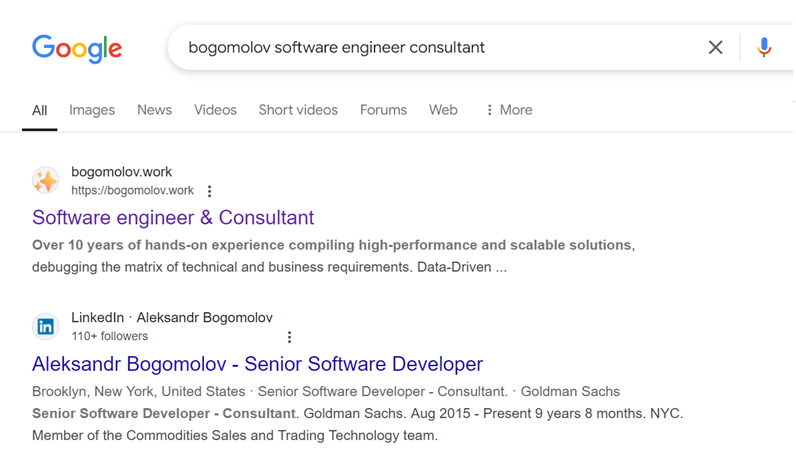 Google
bogomolov software engineer consultant
All Images News Videos Short videos Forums Web More
bogomolov.work
https://bogomolov.work
Software engineer & Consultant
Over 10 years of hands-on experience compiling high-performance and scalable solutions,
debugging the matrix of technical and business requirements. Data-Driven ...
in
LinkedIn · Aleksandr Bogomolov
110+ followers
Aleksandr Bogomolov - Senior Software Developer
Brooklyn, New York, United States · Senior Software Developer - Consultant. · Goldman Sachs
Senior Software Developer - Consultant. Goldman Sachs. Aug 2015 - Present 9 years 8 months. NYC.
Member of the Commodities Sales and Trading Technology team.